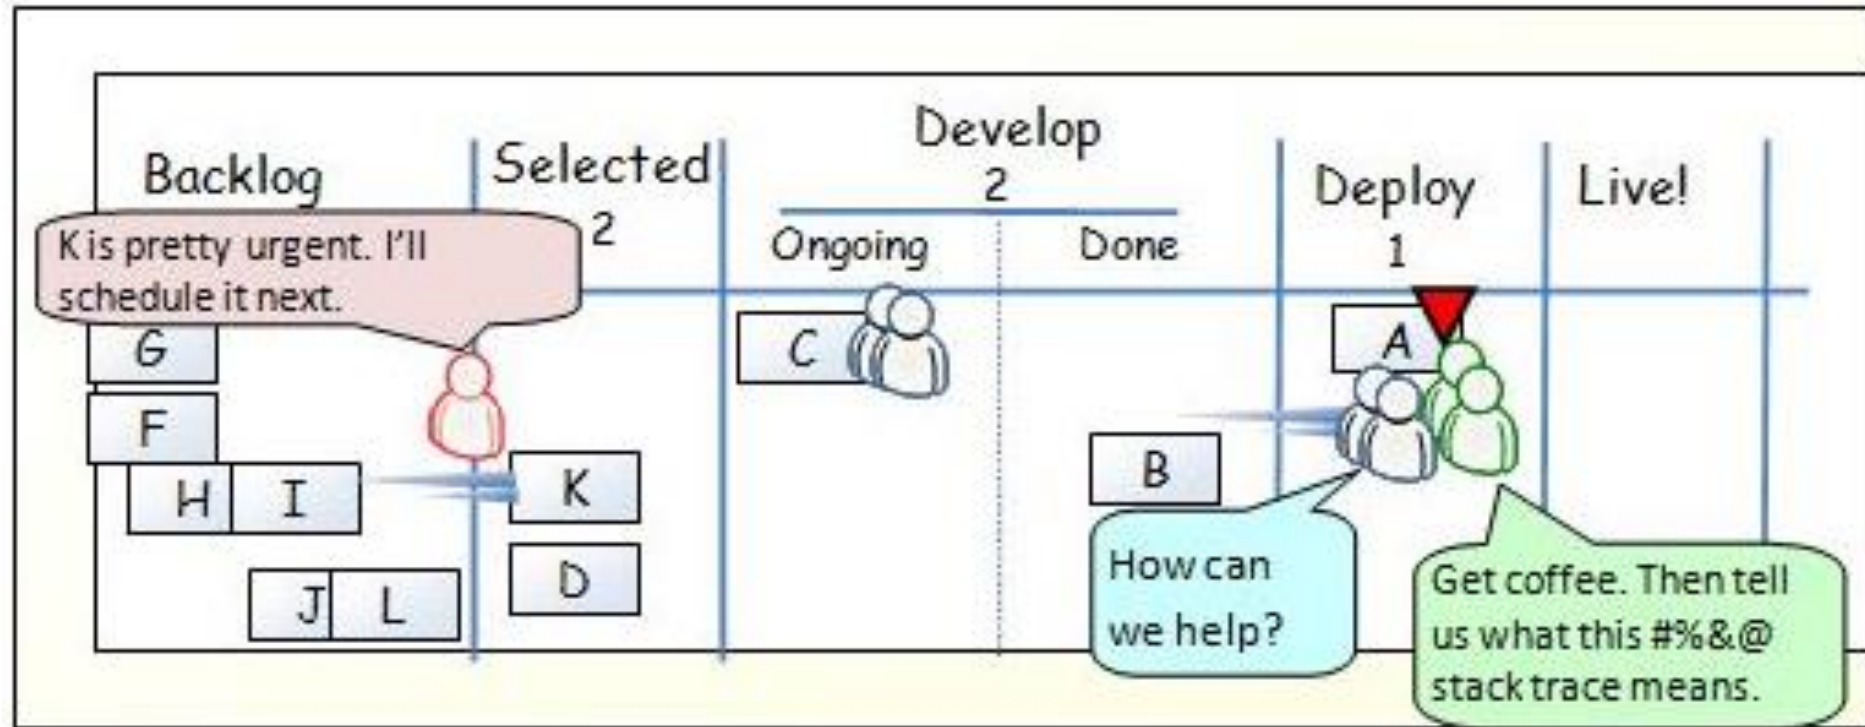 Backlog
Selected
2
Develop
2
Ongoing
Done
Deploy
1
Live!
K is pretty urgent. I'll
schedule it next.
G
F
H
I
J
L
K
D
C
B
A
How can
we help?
Get coffee. Then tell
us what this #%&@
stack trace means.